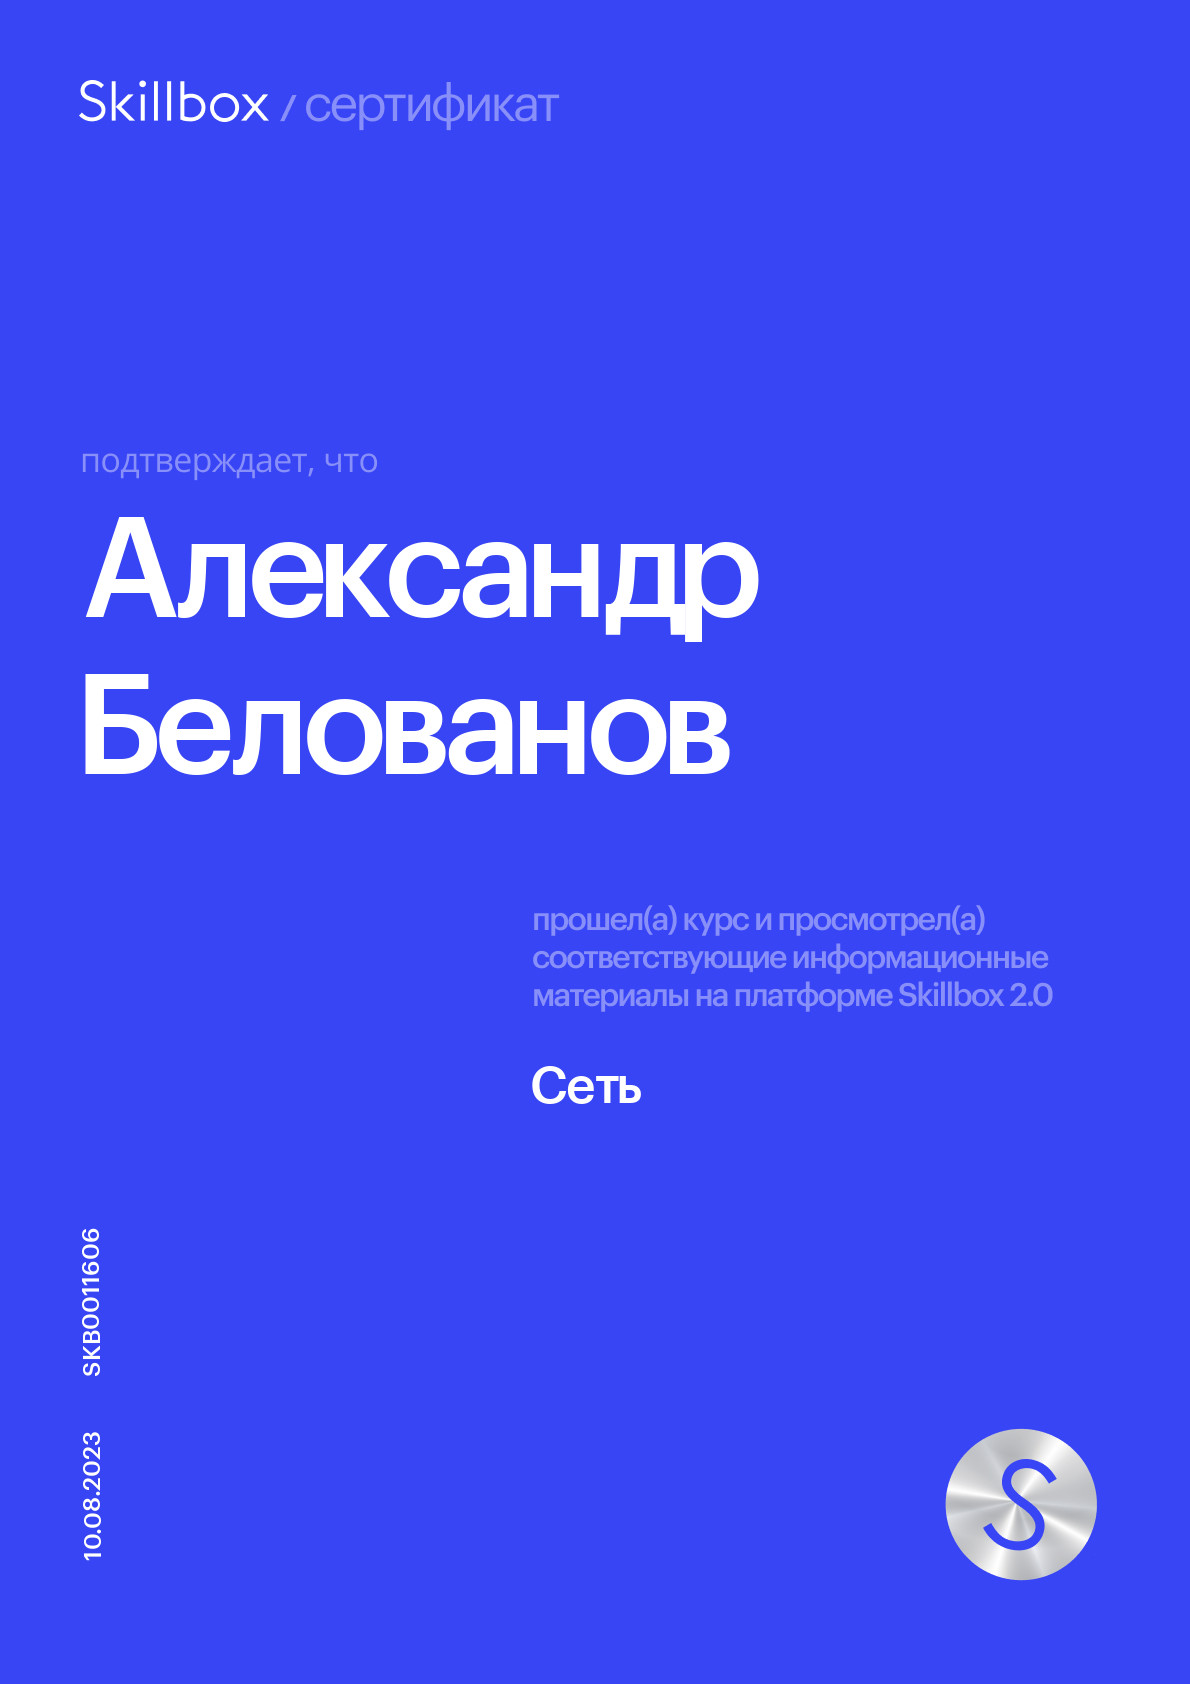 Skillbox / сертификат
подтверждает, что
Александр
Белованов
прошел(а) курс и просмотрел(а)
соответствующие информационные
материалы на платформе Skillbox 2.0
Сеть
SKB0011606
10.08.2023
S